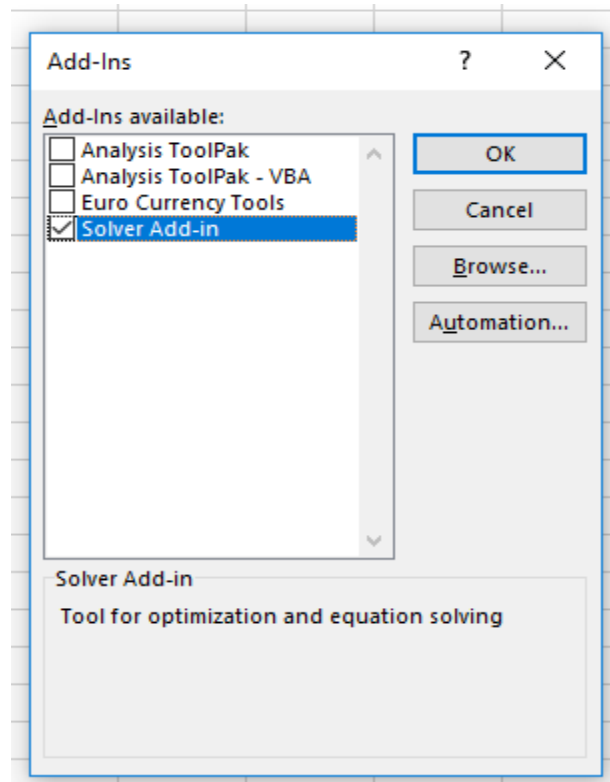 Add-Ins ?
Add-Ins available:
Analysis ToolPak
Analysis ToolPak - VBA
Euro Currency Tools
Solver Add-in
OK
Cancel
Browse...
Automation...
Solver Add-in
Tool for optimization and equation solving